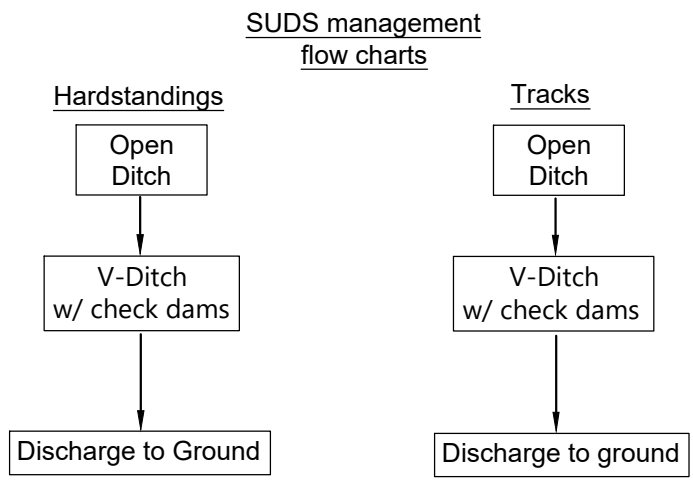 SUDS management
flow charts
Hardstandings
Open
Ditch
V-Ditch
w/ check dams
Discharge to Ground
Tracks
Open
Ditch
V-Ditch
w/ check dams
Discharge to ground